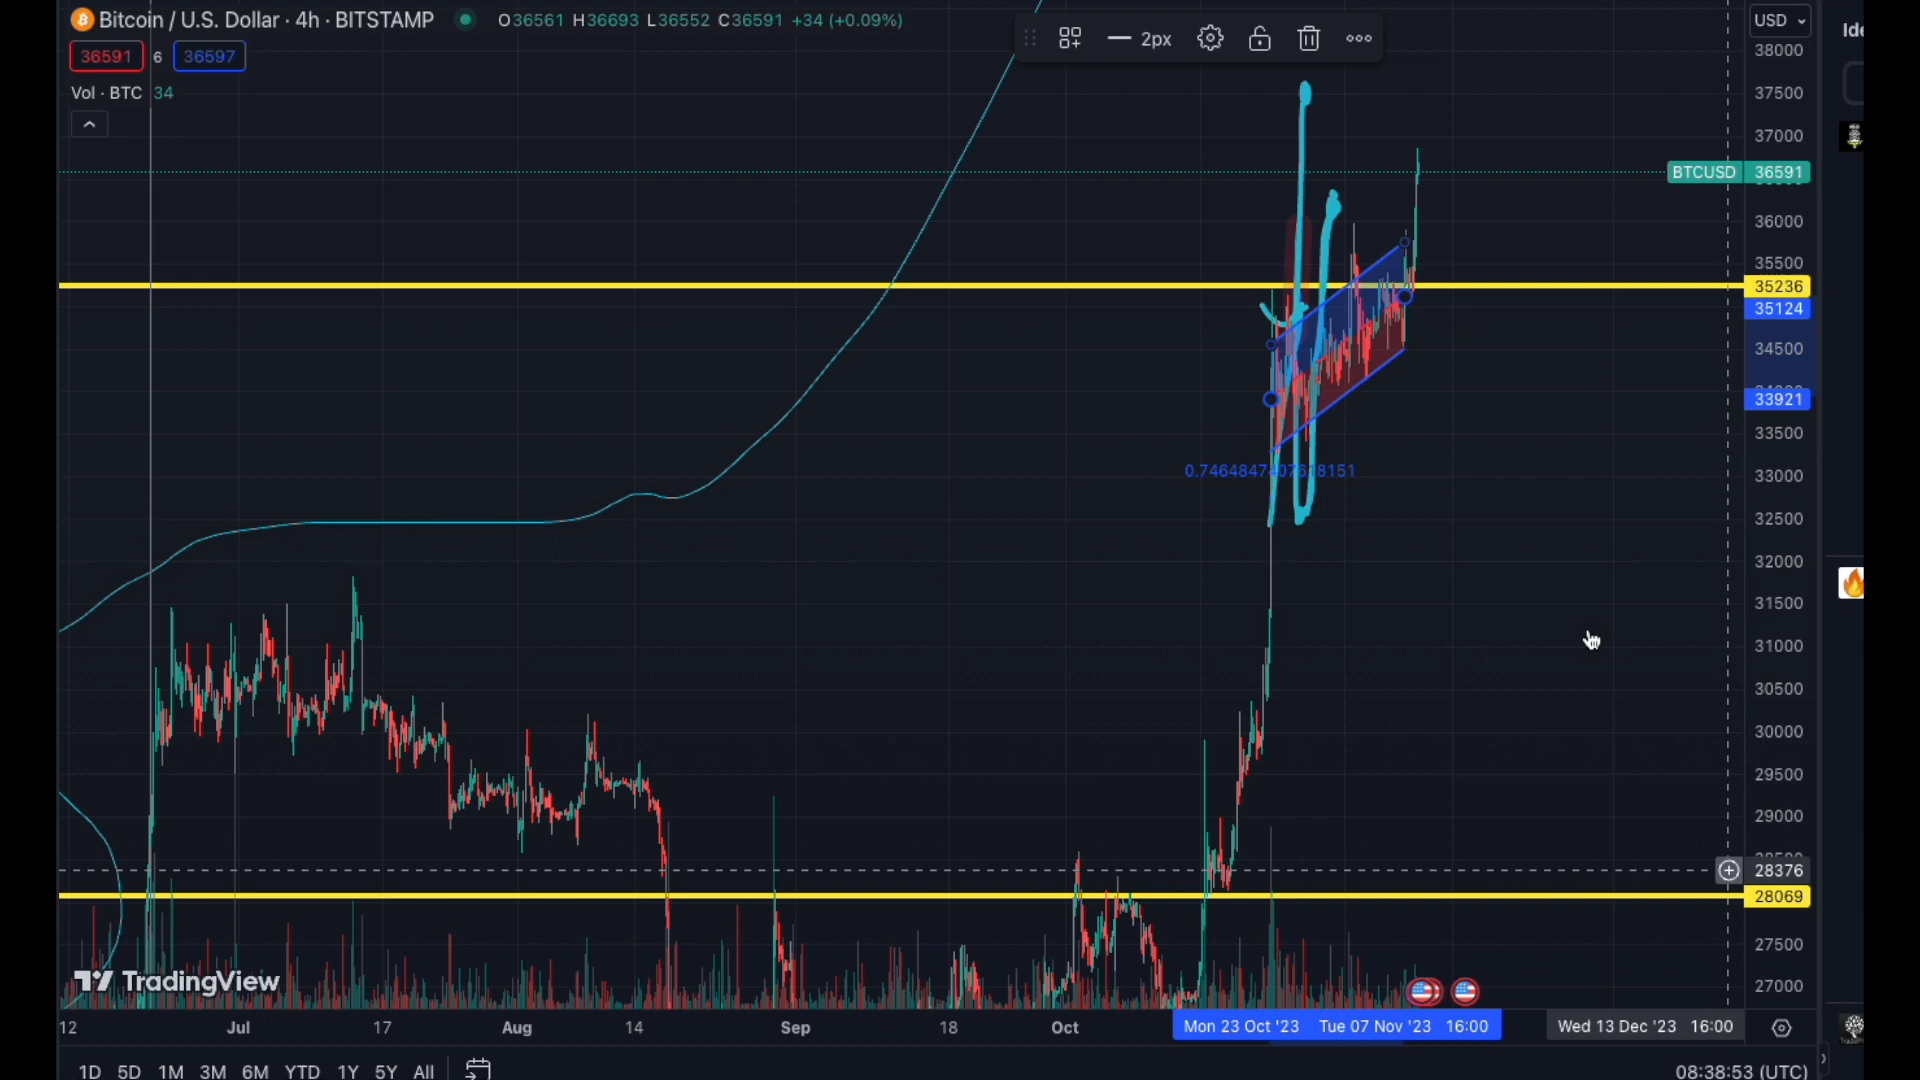 Bitcoin / U.S. Dollar · 4h · BITSTAMP O36561 H36693 L36552 C36591 +34 (+0.09%)
36591 6 36597
Vol · BTC 34
2px
USD
38000
37500
37000
BTCUSD 36591
36000
35500
35236
35124
34500
33921
33500
33000
0.7464847407618151
32500
32000
31500
31000
30500
30000
29500
29000
28376
28069
27500
27000
TradingView
12 Jul 17 Aug 14 Sep 18 Oct Mon 23 Oct '23 Tue 07 Nov '23 16:00 Wed 13 Dec '23 16:00
1D 5D 1M 3M 6M YTD 1Y 5Y All 08:38:53 (UTC)